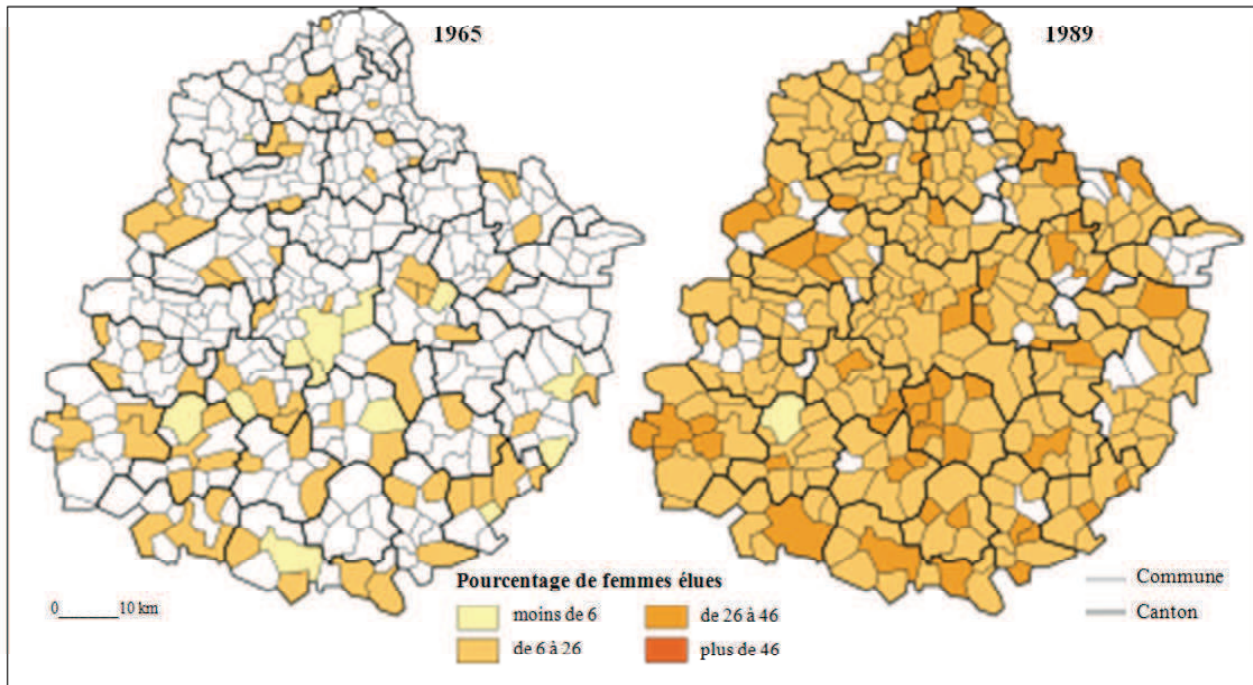 1965
1989
Pourcentage de femmes élues
moins de 6
de 6 à 26
de 26 à 46
plus de 46
Commune
Canton
0 10 km